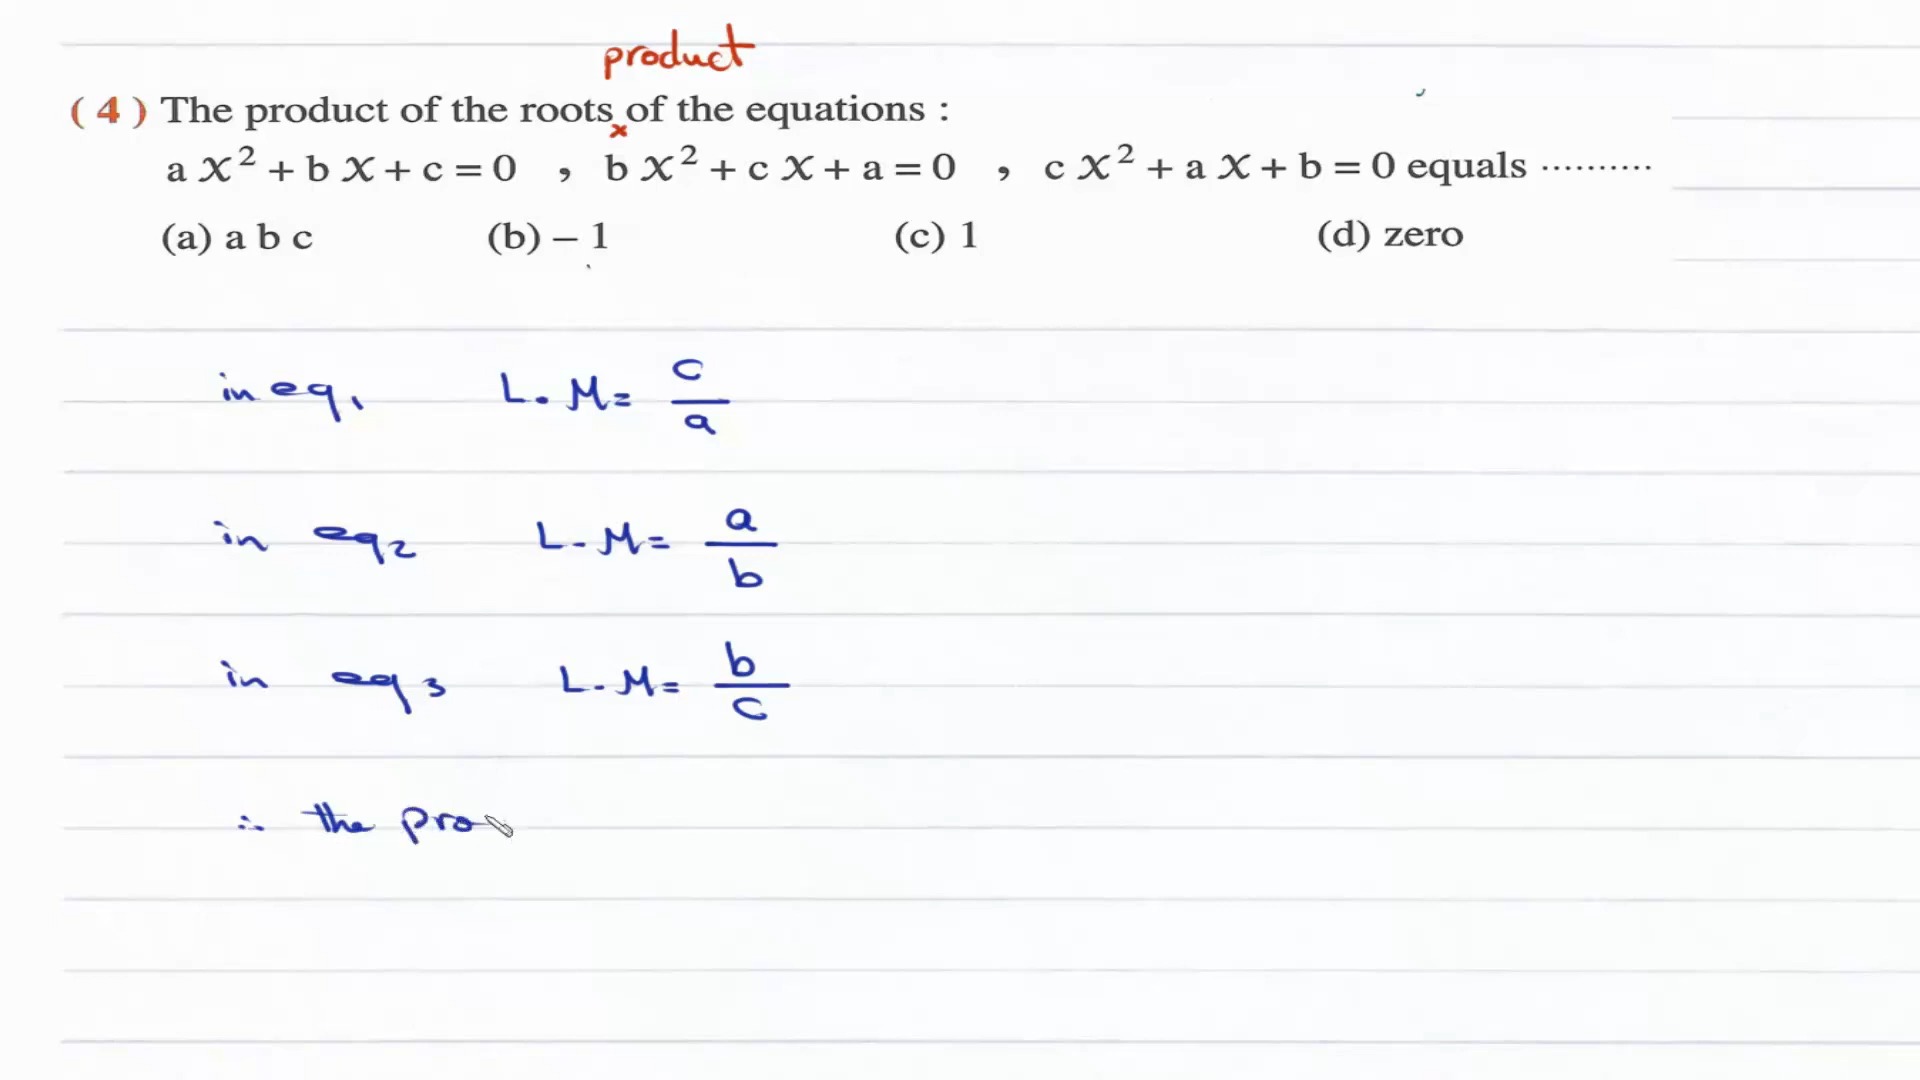 product
( 4 ) The product of the roots of the equations :
x
a X² + b X + c = 0 , b X² + c X + a = 0 , c X² + a X + b = 0 equals ··········
(a) a b c (b) – 1 (c) 1 (d) zero
in eq₁ L . M = c/a
in eq₂ L - M = a/b
in eq₃ L - M = b/c
∴ the pro